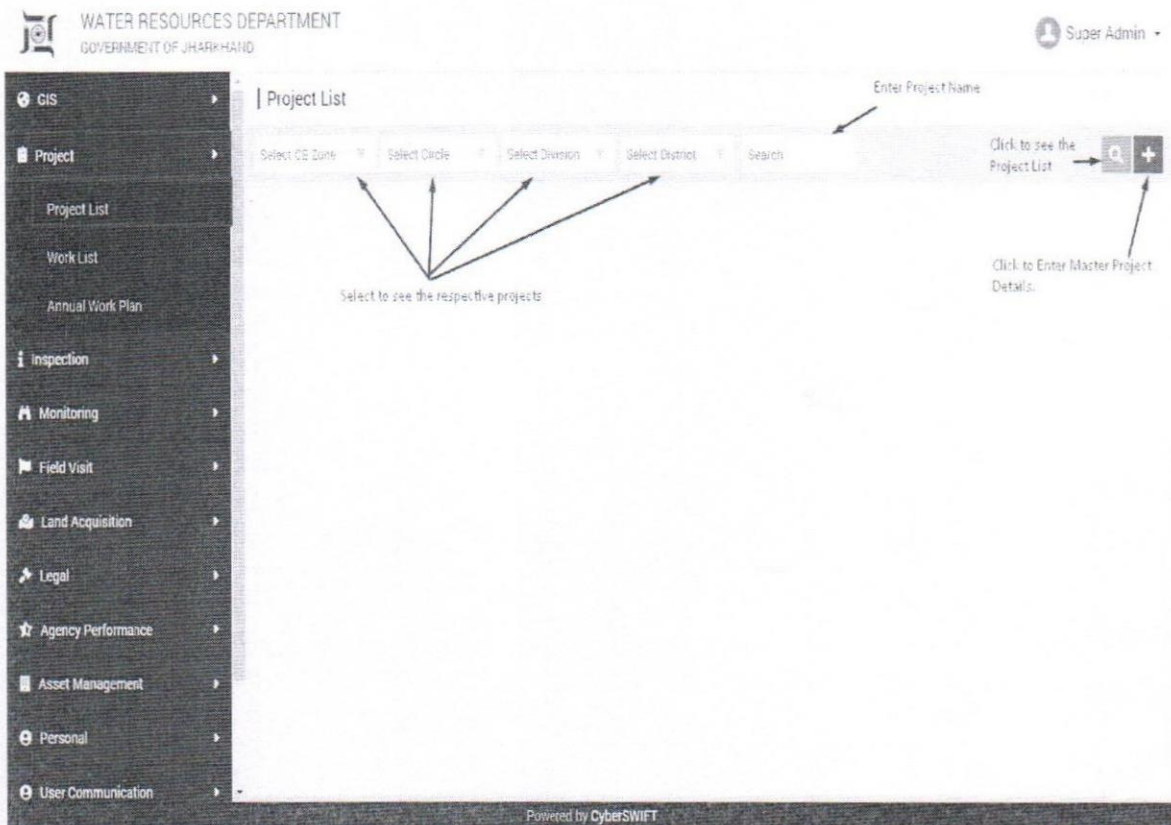 WATER RESOURCES DEPARTMENT
GOVERNMENT OF JHARKHAND
Super Admin
GIS
Project
Project List
Work List
Annual Work Plan
Inspection
Monitoring
Field Visit
Land Acquisition
Legal
Agency Performance
Asset Management
Personal
User Communication
Project List
Enter Project Name
Select CE Zone
Select Circle
Select Division
Select District
Search
Click to see the
Project List
Select to see the respective projects
Click to Enter Master Project
Details.
Powered by CyberSWIFT